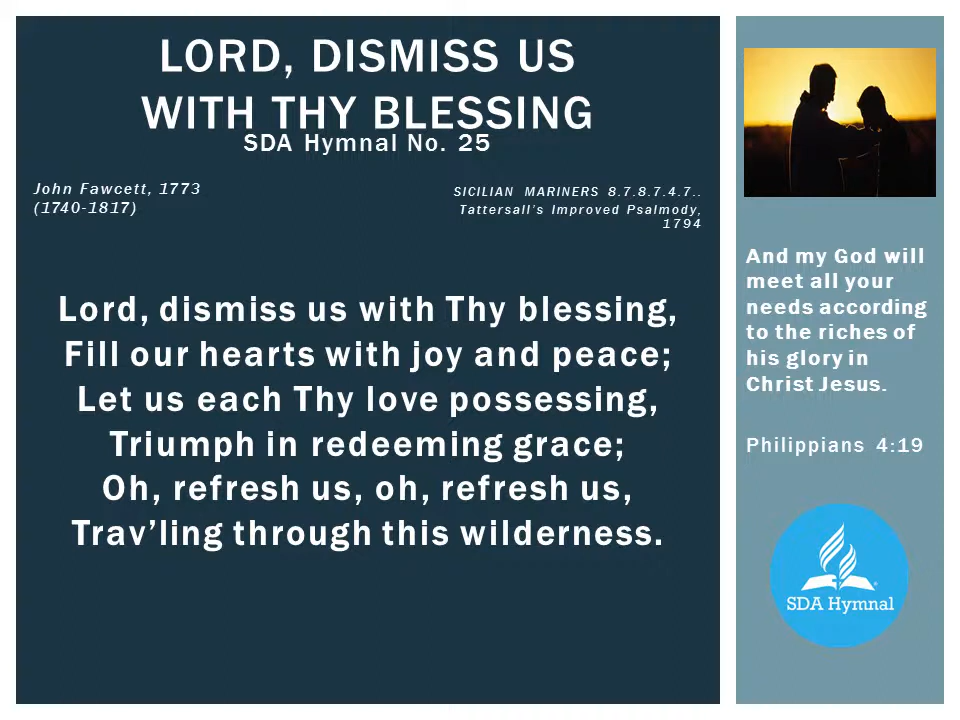 LORD, DISMISS US
WITH THY BLESSING
SDA Hymnal No. 25
John Fawcett, 1773
(1740-1817)
SICILIAN MARINERS 8.7.8.7.4.7..
Tattersall's Improved Psalmody,
1794
Lord, dismiss us with Thy blessing,
Fill our hearts with joy and peace;
Let us each Thy love possessing,
Triumph in redeeming grace;
Oh, refresh us, oh, refresh us,
Trav'ling through this wilderness.
And my God will
meet all your
needs according
to the riches of
his glory in
Christ Jesus.
Philippians 4:19
SDA Hymnal